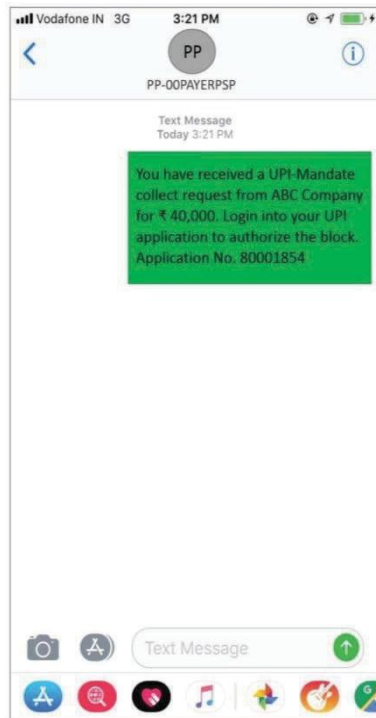 Vodafone IN 3G 3:21 PM
PP
PP-00PAYERPSP
Text Message
Today 3:21 PM
You have received a UPI-Mandate
collect request from ABC Company
for ₹ 40,000. Login into your UPI
application to authorize the block.
Application No. 80001854
Text Message